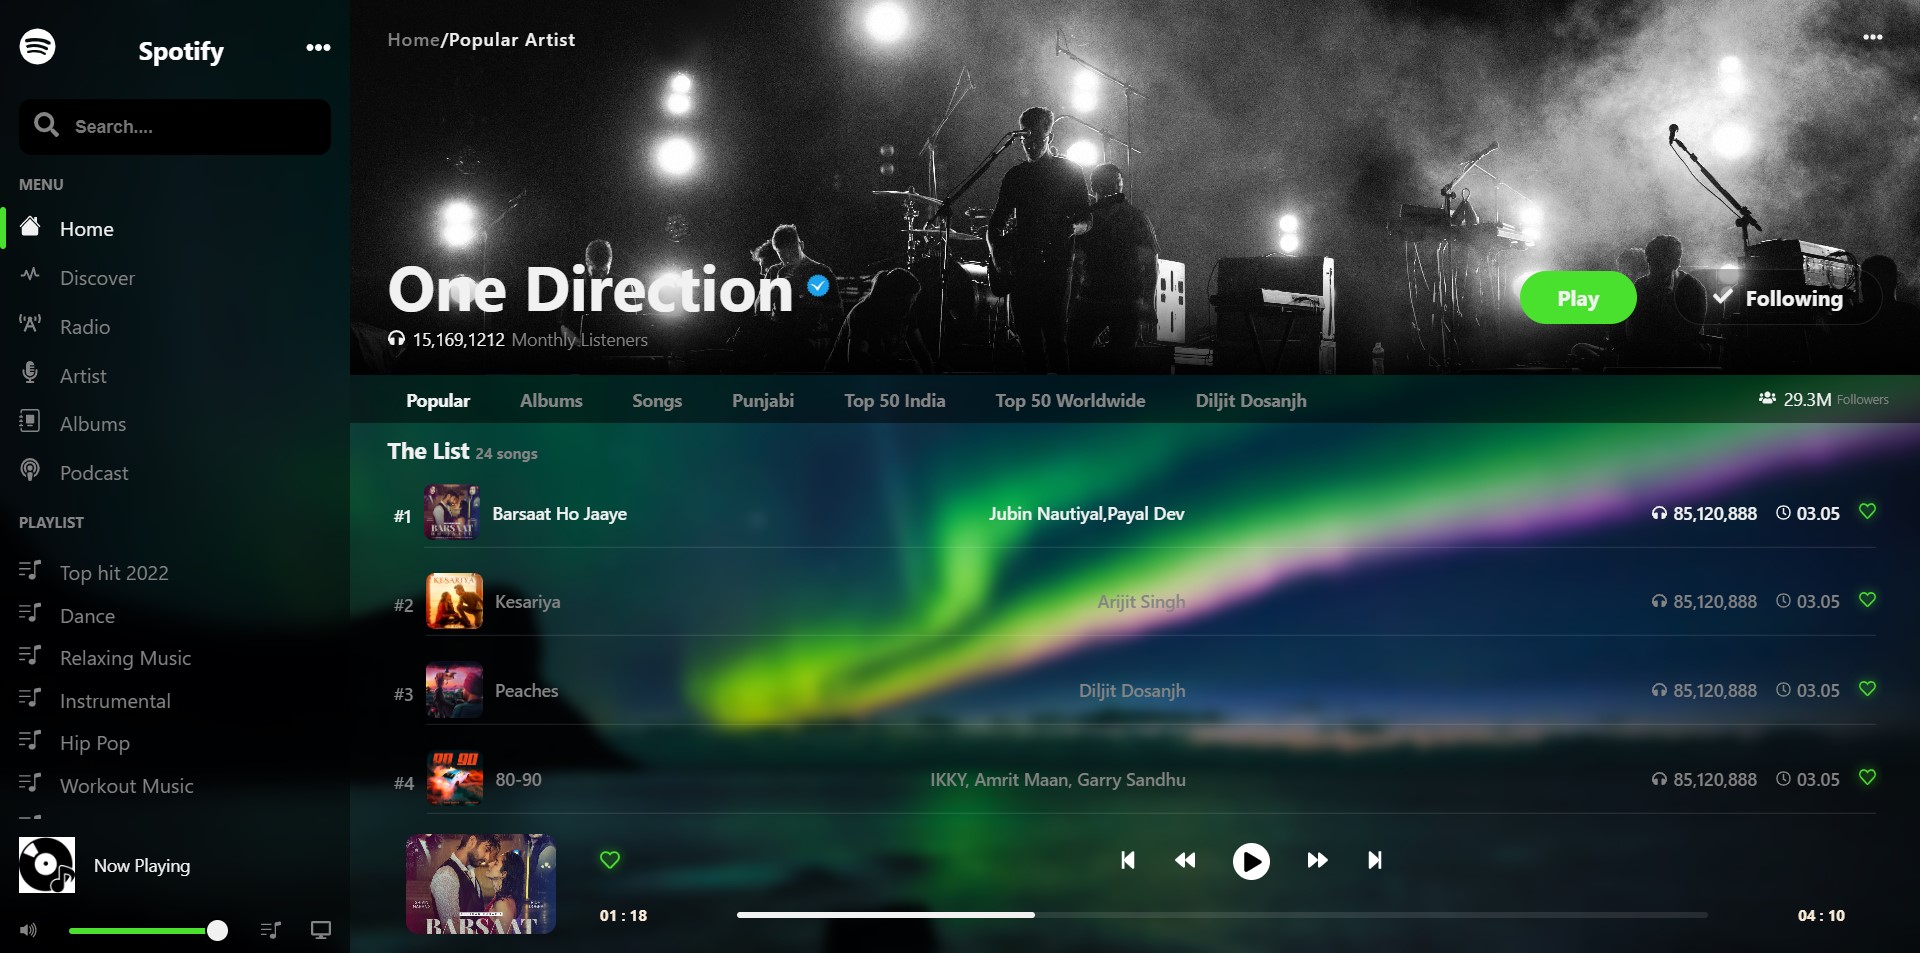 Spotify
Search....
MENU
Home
Discover
Radio
Artist
Albums
Podcast
PLAYLIST
Top hit 2022
Dance
Relaxing Music
Instrumental
Hip Pop
Workout Music
Now Playing
Home/Popular Artist
One Direction
15,169,1212 Monthly Listeners
Play
Following
Popular Albums Songs Punjabi Top 50 India Top 50 Worldwide Diljit Dosanjh 29.3M Followers
The List 24 songs
#1 BARSAAT Barsaat Ho Jaaye Jubin Nautiyal,Payal Dev 85,120,888 03.05
#2 KESARIYA Kesariya Arijit Singh 85,120,888 03.05
#3 Peaches Diljit Dosanjh 85,120,888 03.05
#4 90 90 80-90 IKKY, Amrit Maan, Garry Sandhu 85,120,888 03.05
BARSAAT
01 : 18 04 : 10